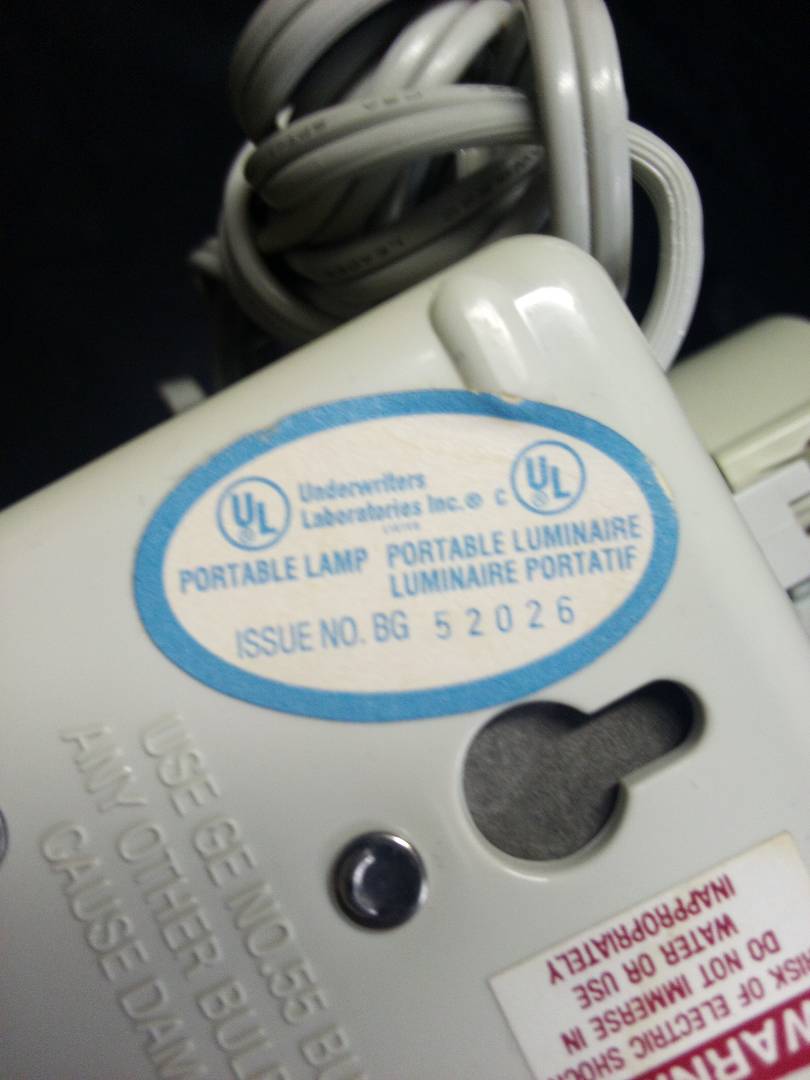 UL
Underwriters
Laboratories Inc.® C
UL
PORTABLE LAMP
PORTABLE LUMINAIRE
LUMINAIRE PORTATIF
ISSUE NO. BG 52026
USE GE NO.55 BU
ANY OTHER BULB
CAUSE DAM
WARN
RISK OF ELECTRIC SHOCK
DO NOT IMMERSE IN
WATER OR USE
INAPPROPRIATELY